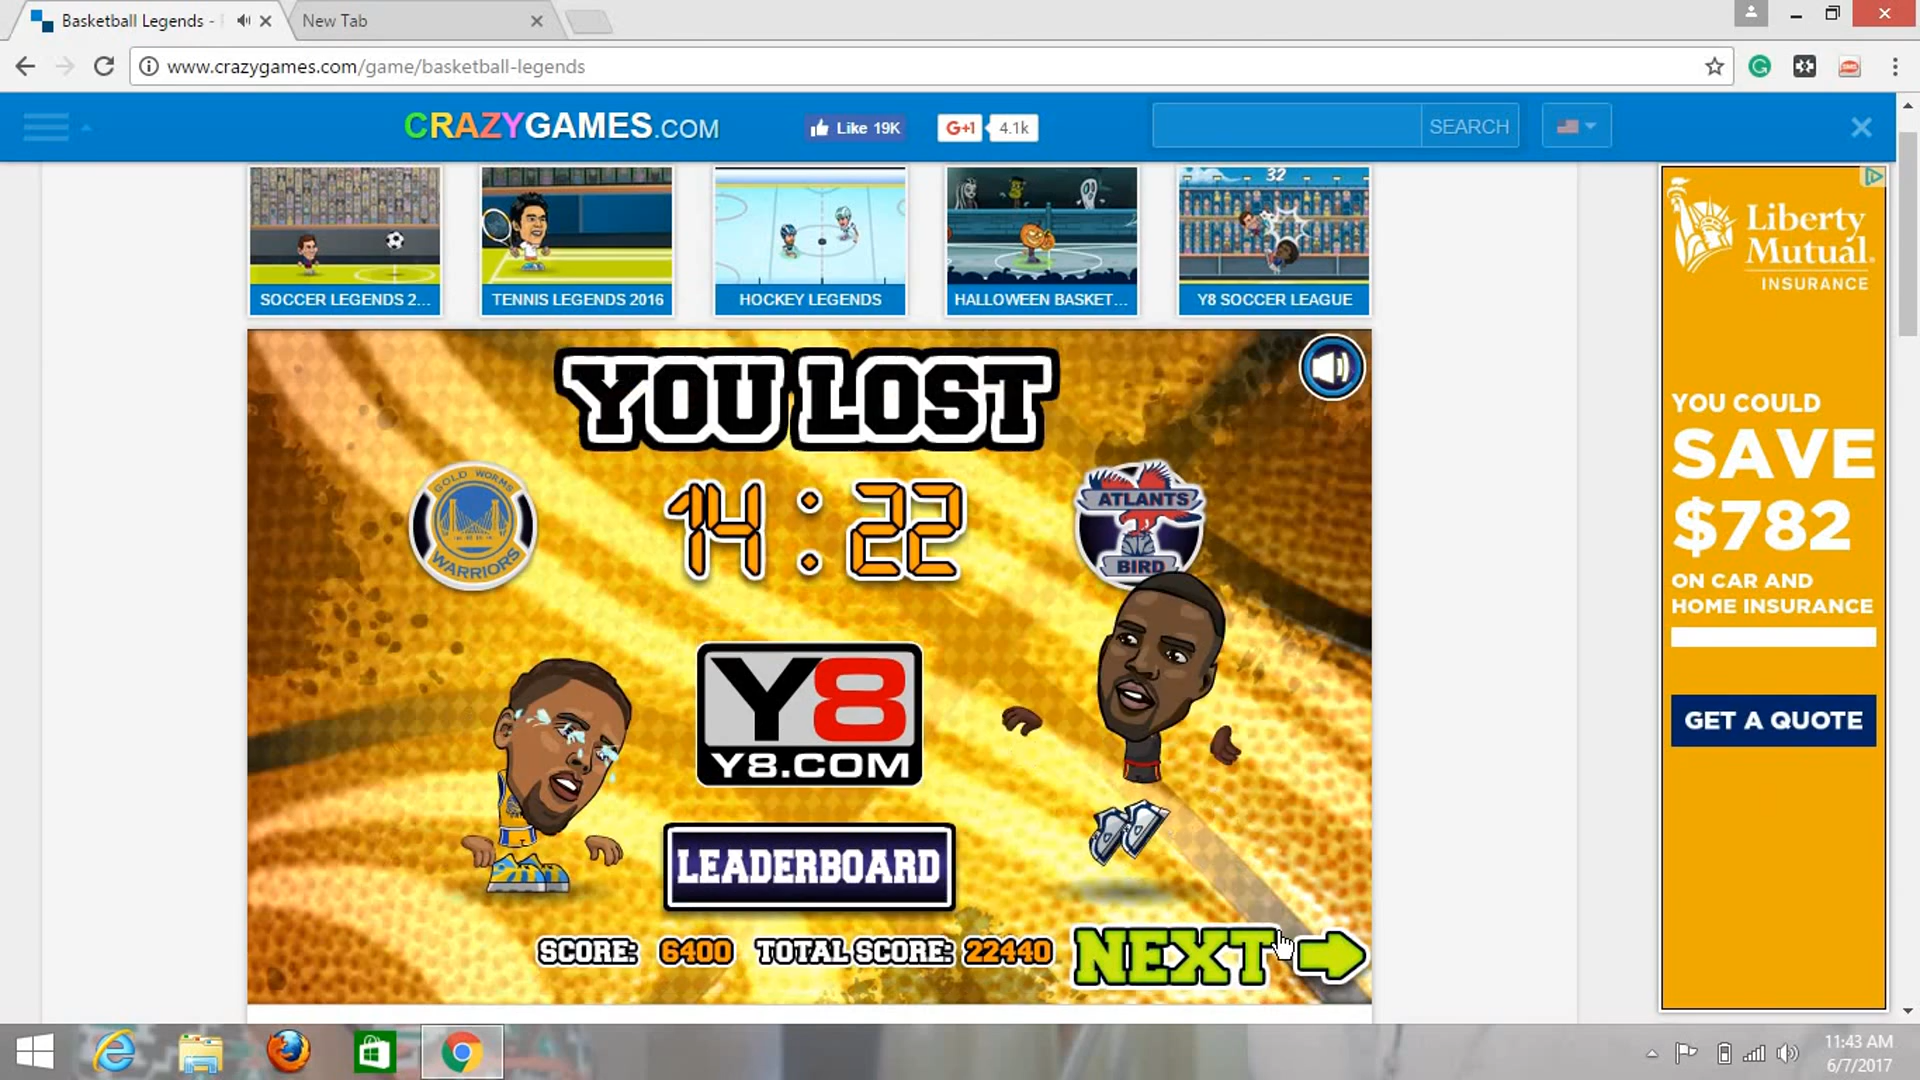 Basketball Legends -
New Tab
www.crazygames.com/game/basketball-legends
CRAZYGAMES.COM
Like 19K
G+1
4.1k
SEARCH
32
SOCCER LEGENDS 2...
TENNIS LEGENDS 2016
HOCKEY LEGENDS
HALLOWEEN BASKET...
Y8 SOCCER LEAGUE
YOU LOST
14 : 22
GOLD WORMS
WARRIORS
ATLANTS
BIRD
Y8
Y8.COM
LEADERBOARD
SCORE: 6400 TOTAL SCORE: 22440
NEXT
Liberty
Mutual.
INSURANCE
YOU COULD
SAVE
$782
ON CAR AND
HOME INSURANCE
GET A QUOTE
11:43 AM
6/7/2017